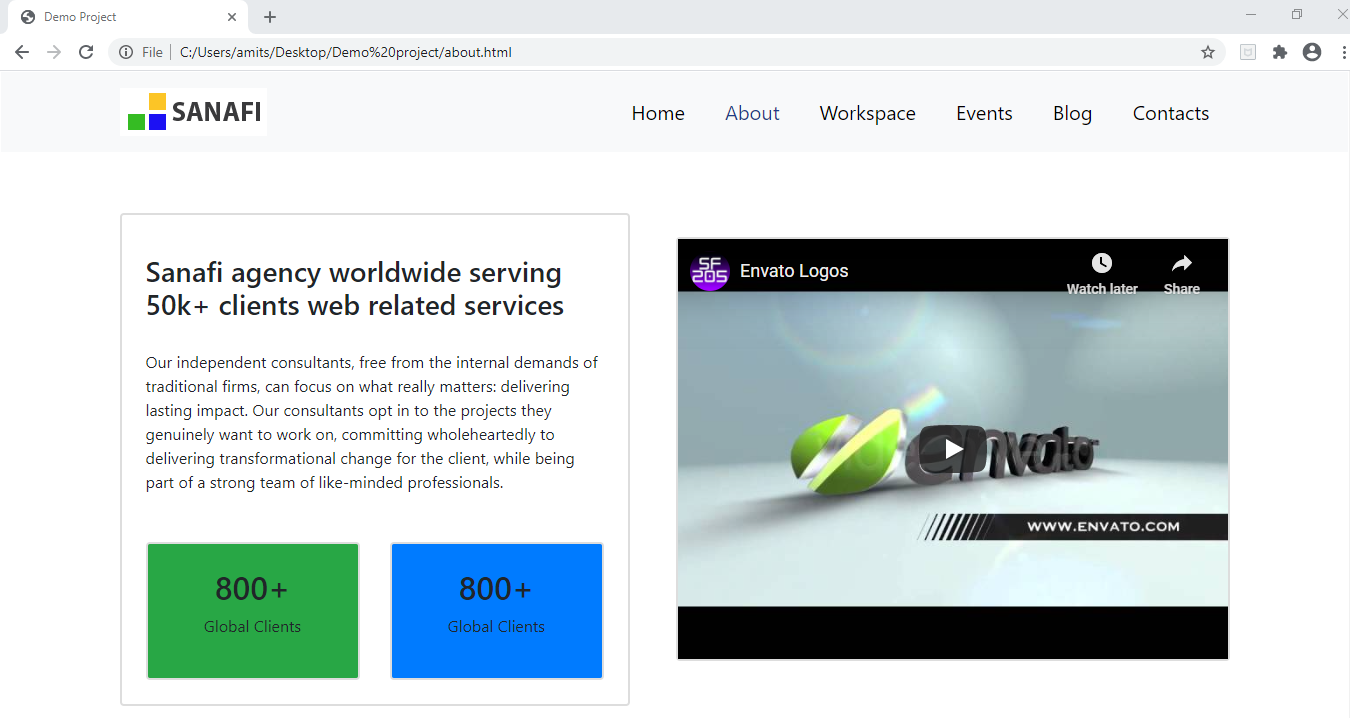 Demo Project
File
C:/Users/amits/Desktop/Demo%20project/about.html
SANAFI
Home About Workspace Events Blog Contacts
Sanafi agency worldwide serving
50k+ clients web related services
Our independent consultants, free from the internal demands of
traditional firms, can focus on what really matters: delivering
lasting impact. Our consultants opt in to the projects they
genuinely want to work on, committing wholeheartedly to
delivering transformational change for the client, while being
part of a strong team of like-minded professionals.
800+
Global Clients
800+
Global Clients
SF
205
Envato Logos
Watch later
Share
envato
WWW.ENVATO.COM